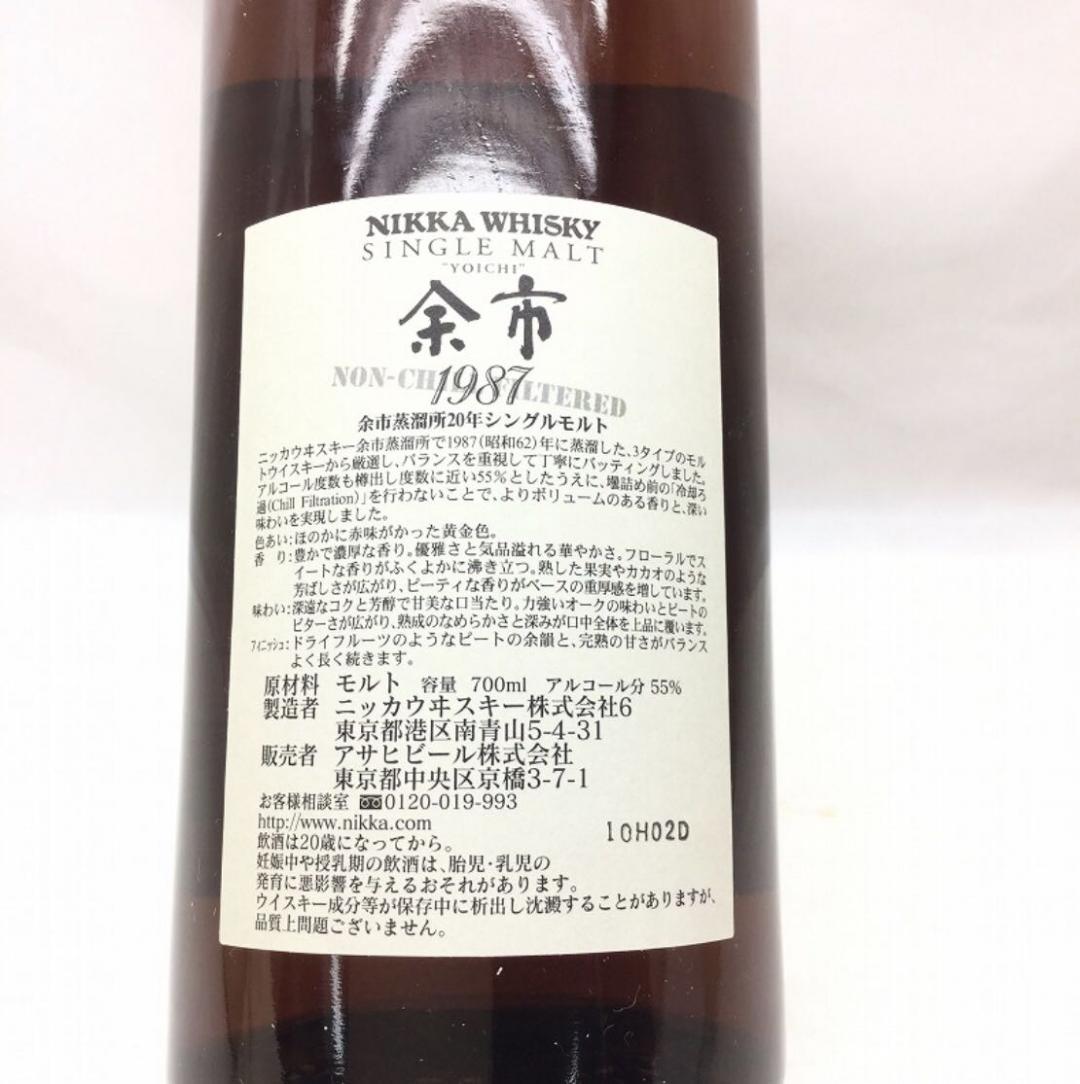 NIKKA WHISKY
SINGLE MALT
"YOICHI"
余市
NON-CHILL FILTERED
1987
余市蒸溜所20年シングルモルト
ニッカウヰスキー余市蒸溜所で1987(昭和62)年に蒸溜した、3タイプのモル
トウイスキーから厳選し、バランスを重視して丁寧にバッティングしました。
アルコール度数も樽出し度数に近い55%としたうえに、壜詰め前の「冷却ろ
過(Chill Filtration)」を行わないことで、よりボリュームのある香りと、深い
味わいを実現しました。
色あい:ほのかに赤味がかった黄金色。
香り:豊かで濃厚な香り。優雅さと気品溢れる華やかさ。フローラルでス
イートな香りがふくよかに沸き立つ。熟した果実やカカオのような
芳ばしさが広がり、ピーティな香りがベースの重厚感を増しています。
味わい:深遠なコクと芳醇で甘美な口当たり。力強いオークの味わいとピートの
ビターさが広がり、熟成のなめらかさと深みが口中全体を上品に覆います。
フィニッシュ:ドライフルーツのようなピートの余韻と、完熟の甘さがバランス
よく長く続きます。
原材料 モルト 容量 700ml アルコール分 55%
製造者 ニッカウヰスキー株式会社6
東京都港区南青山5-4-31
販売者 アサヒビール株式会社
東京都中央区京橋3-7-1
お客様相談室 0120-019-993
http://www.nikka.com
10H02D
飲酒は20歳になってから。
妊娠中や授乳期の飲酒は、胎児・乳児の
発育に悪影響を与えるおそれがあります。
ウイスキー成分等が保存中に析出し沈澱することがありますが、
品質上問題ございません。